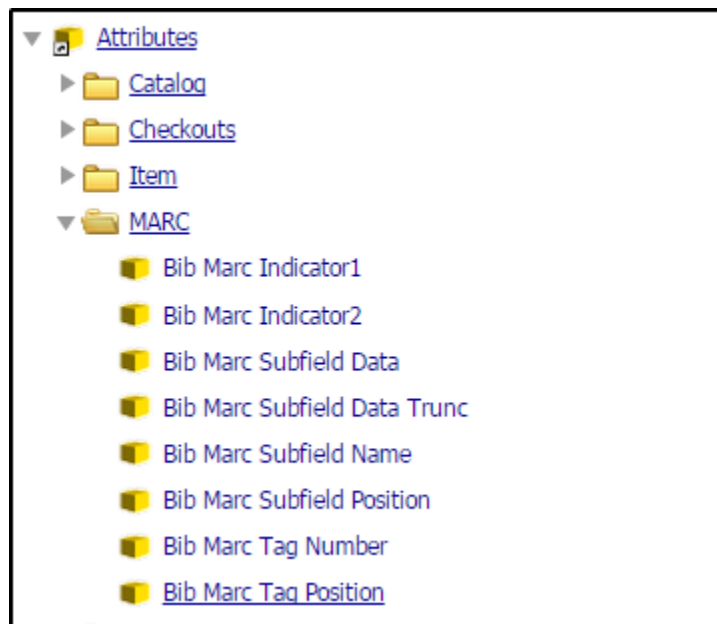 Attributes
Catalog
Checkouts
Item
MARC
Bib Marc Indicator1
Bib Marc Indicator2
Bib Marc Subfield Data
Bib Marc Subfield Data Trunc
Bib Marc Subfield Name
Bib Marc Subfield Position
Bib Marc Tag Number
Bib Marc Tag Position